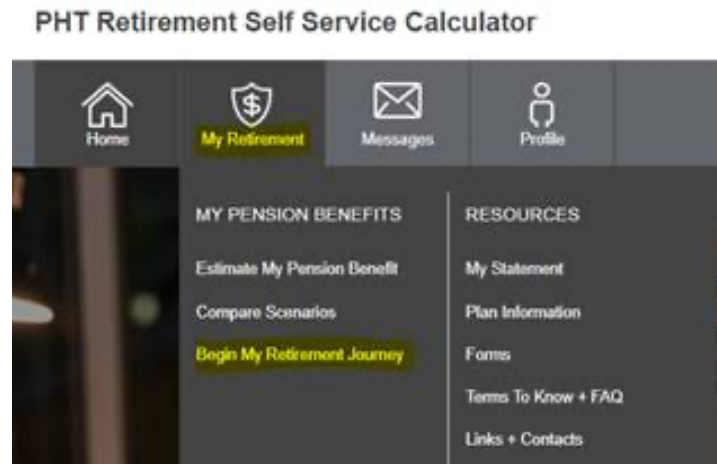 PHT Retirement Self Service Calculator
Home
My Retirement
Messages
Profile
MY PENSION BENEFITS
Estimate My Pension Benefit
Compare Scenarios
Begin My Retirement Journey
RESOURCES
My Statement
Plan Information
Forms
Terms To Know + FAQ
Links + Contacts